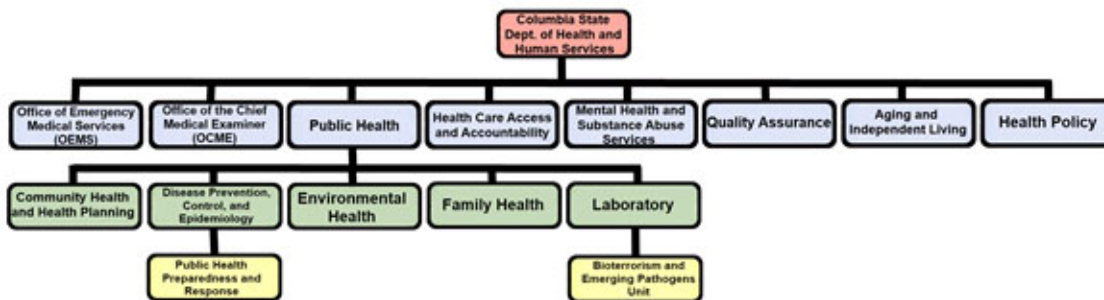 Columbia State
Dept. of Health and
Human Services
Office of Emergency
Medical Services
(OEMS)
Office of the Chief
Medical Examiner
(OCME)
Public Health
Health Care Access
and Accountability
Mental Health and
Substance Abuse
Services
Quality Assurance
Aging and
Independent Living
Health Policy
Community Health
and Health Planning
Disease Prevention,
Control, and
Epidemiology
Environmental
Health
Family Health
Laboratory
Public Health
Preparedness and
Response
Bioterrorism and
Emerging Pathogens
Unit